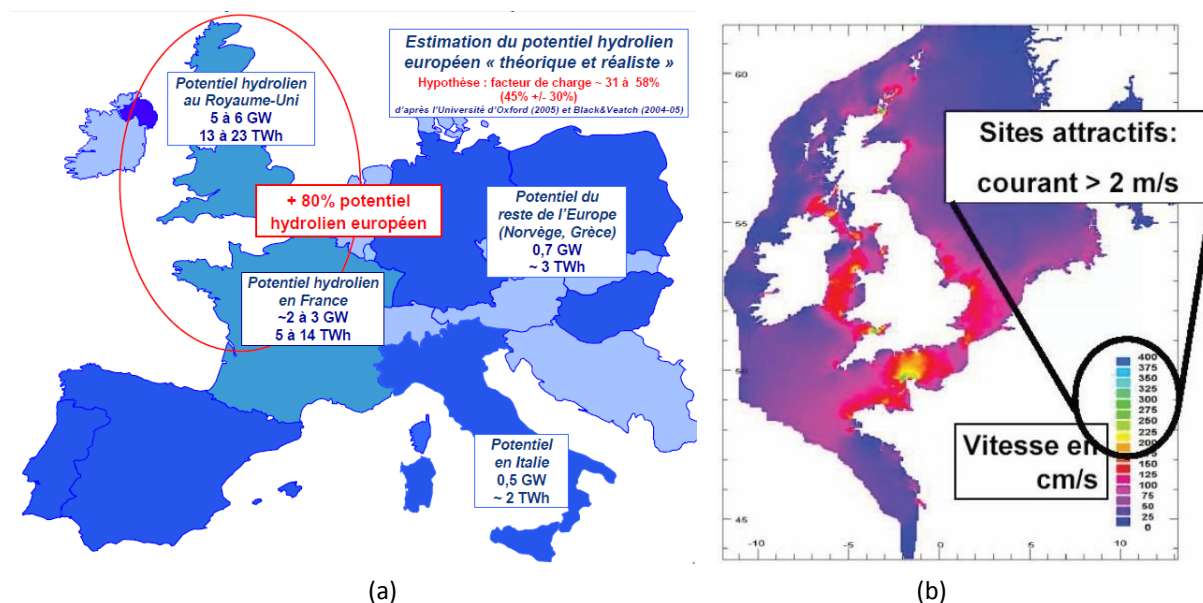 Estimation du potentiel hydrolien
européen « théorique et réaliste »
Hypothèse : facteur de charge ~ 31 à 58%
(45% +/- 30%)
d'après l'Université d'Oxford (2005) et Black&Veatch (2004-05)
Potentiel hydrolien
au Royaume-Uni
5 à 6 GW
13 à 23 TWh
+ 80% potentiel
hydrolien européen
Potentiel du
reste de l'Europe
(Norvège, Grèce)
0,7 GW
~ 3 TWh
Potentiel hydrolien
en France
~2 à 3 GW
5 à 14 TWh
Potentiel
en Italie
0,5 GW
~ 2 TWh
(a)
60
55
50
45
-10
-5
0
5
10
Sites attractifs:
courant > 2 m/s
Vitesse en
cm/s
400
375
350
325
300
275
250
225
200
175
150
125
100
75
50
25
0
(b)